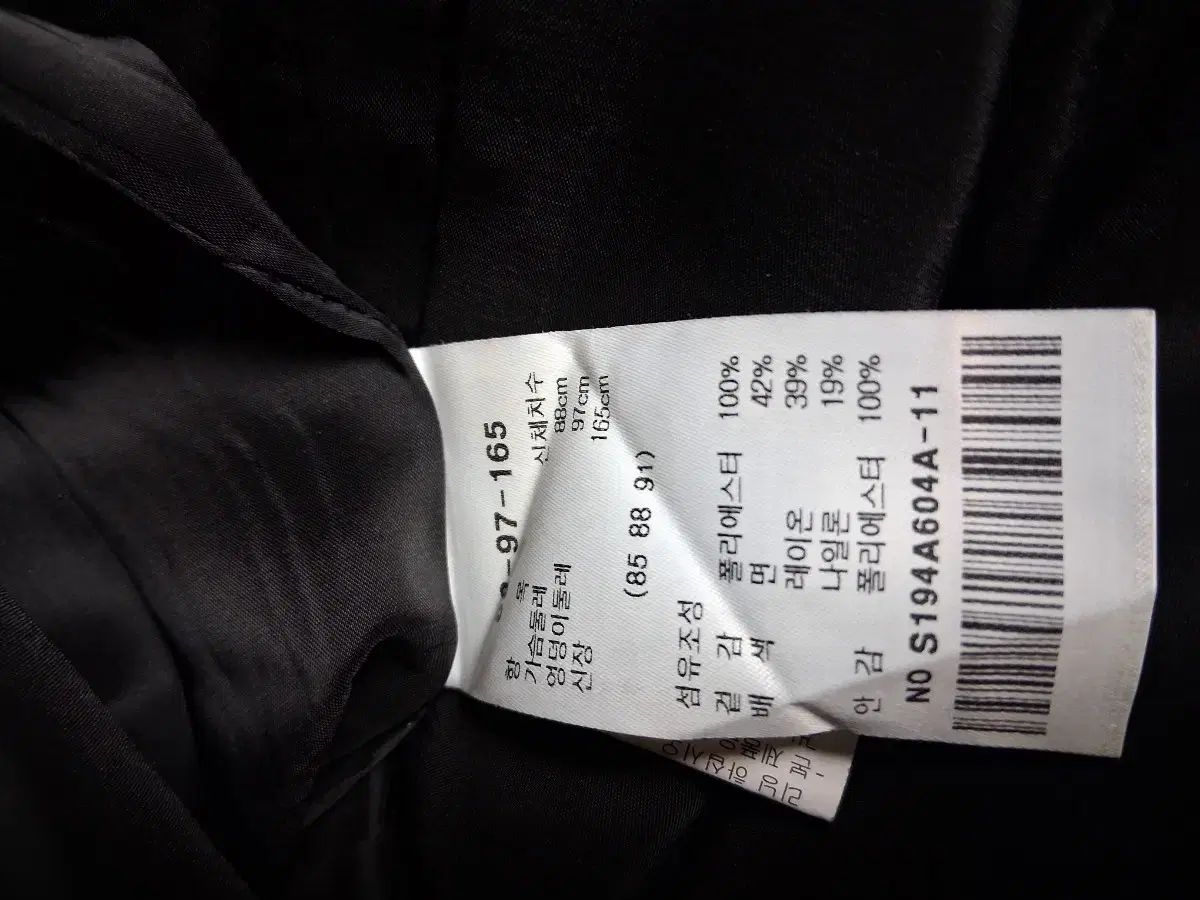 -97-165
항 목 신체치수
가슴둘레 88cm
엉덩이둘레 97cm
신장 165cm
(85 88 91)
섬유조성
겉 감 폴리에스터 100%
배 색 면 42%
레이온 39%
나일론 19%
안 감 폴리에스터 100%
NO S194A604A-11